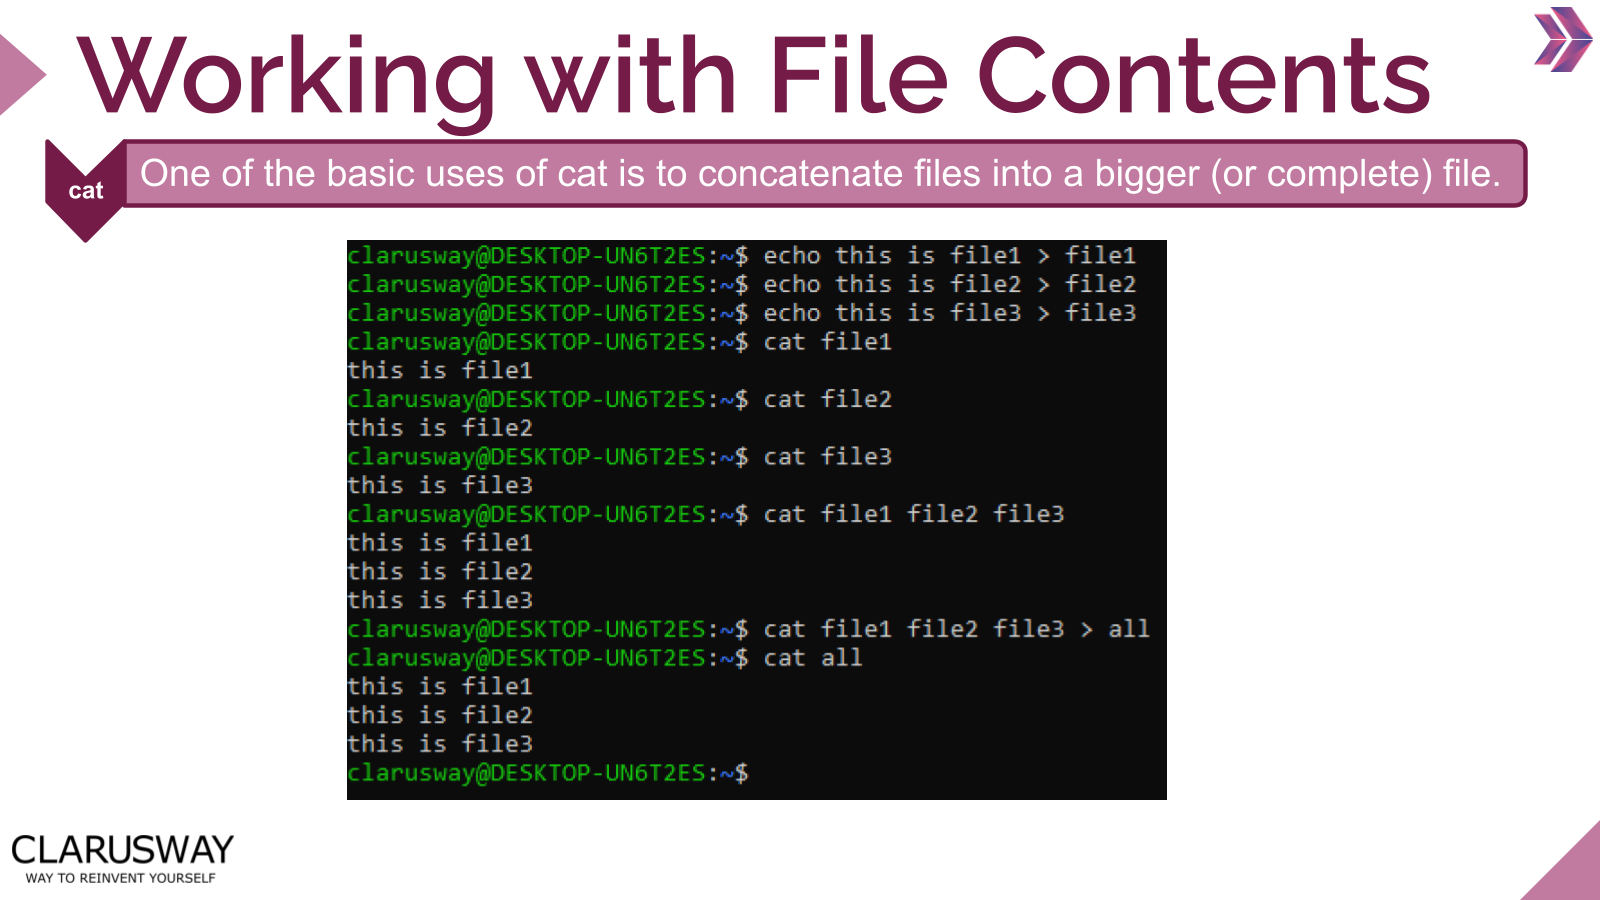 Working with File Contents
cat
One of the basic uses of cat is to concatenate files into a bigger (or complete) file.
clarusway@DESKTOP-UN6T2ES:~$ echo this is file1 > file1
clarusway@DESKTOP-UN6T2ES:~$ echo this is file2 > file2
clarusway@DESKTOP-UN6T2ES:~$ echo this is file3 > file3
clarusway@DESKTOP-UN6T2ES:~$ cat file1
this is file1
clarusway@DESKTOP-UN6T2ES:~$ cat file2
this is file2
clarusway@DESKTOP-UN6T2ES:~$ cat file3
this is file3
clarusway@DESKTOP-UN6T2ES:~$ cat file1 file2 file3
this is file1
this is file2
this is file3
clarusway@DESKTOP-UN6T2ES:~$ cat file1 file2 file3 > all
clarusway@DESKTOP-UN6T2ES:~$ cat all
this is file1
this is file2
this is file3
clarusway@DESKTOP-UN6T2ES:~$
CLARUSWAY
WAY TO REINVENT YOURSELF